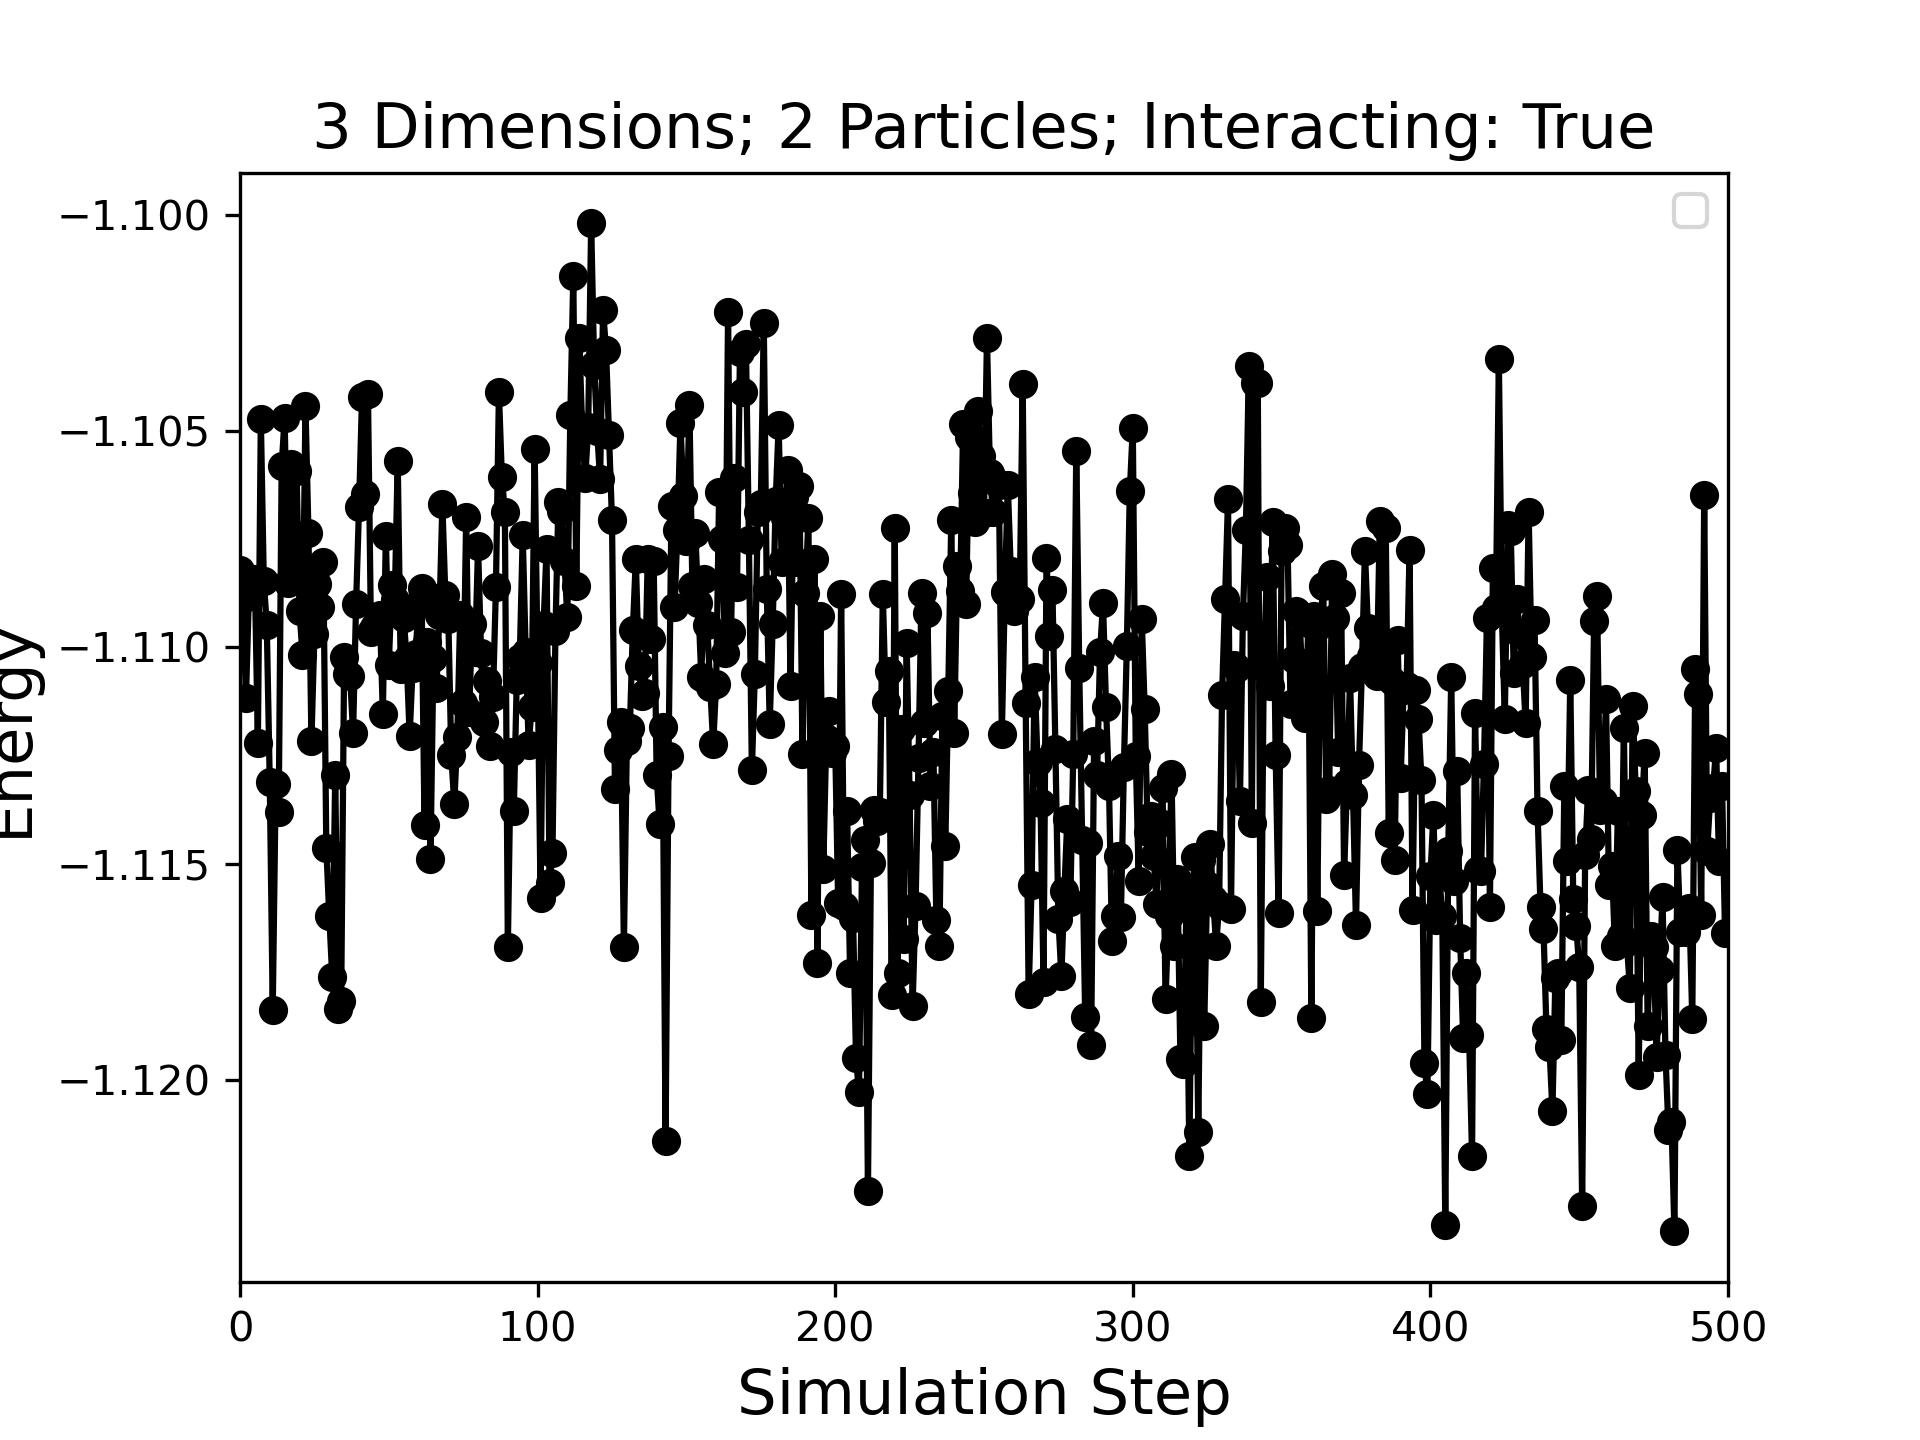 3 Dimensions; 2 Particles; Interacting: True
−1.100
−1.105
−1.110
−1.115
−1.120
Energy
0 100 200 300 400 500
Simulation Step